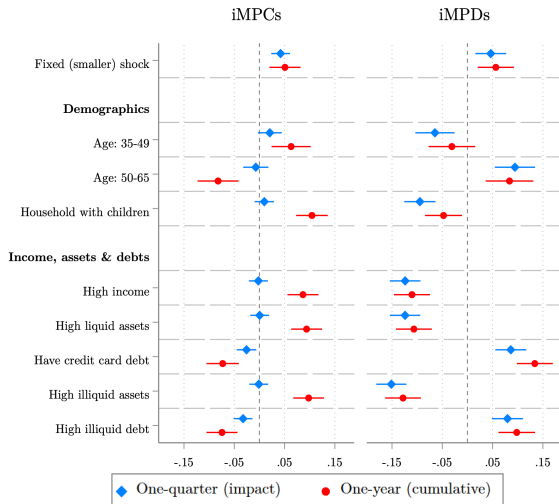 iMPCs iMPDs
Fixed (smaller) shock
Demographics
Age: 35-49
Age: 50-65
Household with children
Income, assets & debts
High income
High liquid assets
Have credit card debt
High illiquid assets
High illiquid debt
-.15 -.05 .05 .15 -.15 -.05 .05 .15
One-quarter (impact) One-year (cumulative)